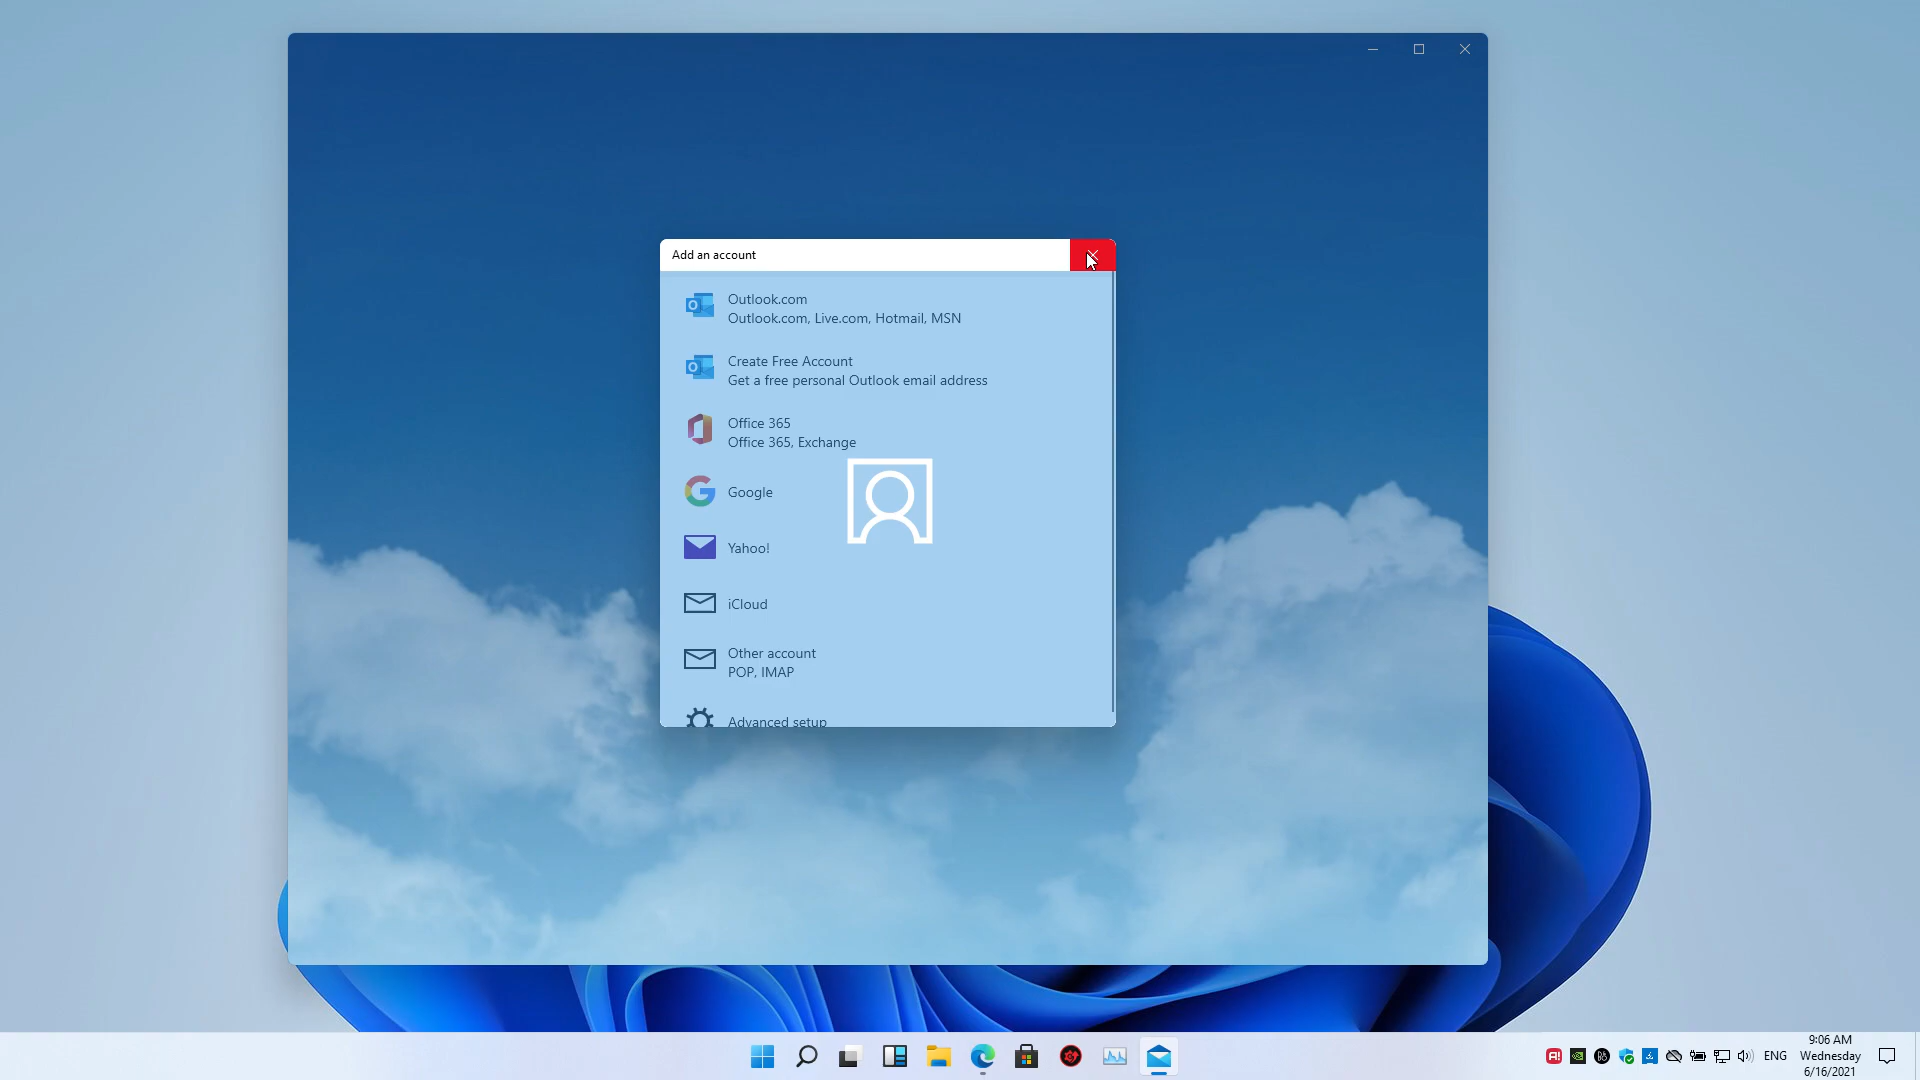 Add an account
Outlook.com
Outlook.com, Live.com, Hotmail, MSN
Create Free Account
Get a free personal Outlook email address
Office 365
Office 365, Exchange
Google
Yahoo!
iCloud
Other account
POP, IMAP
Advanced setup
ENG
9:06 AM
Wednesday
6/16/2021